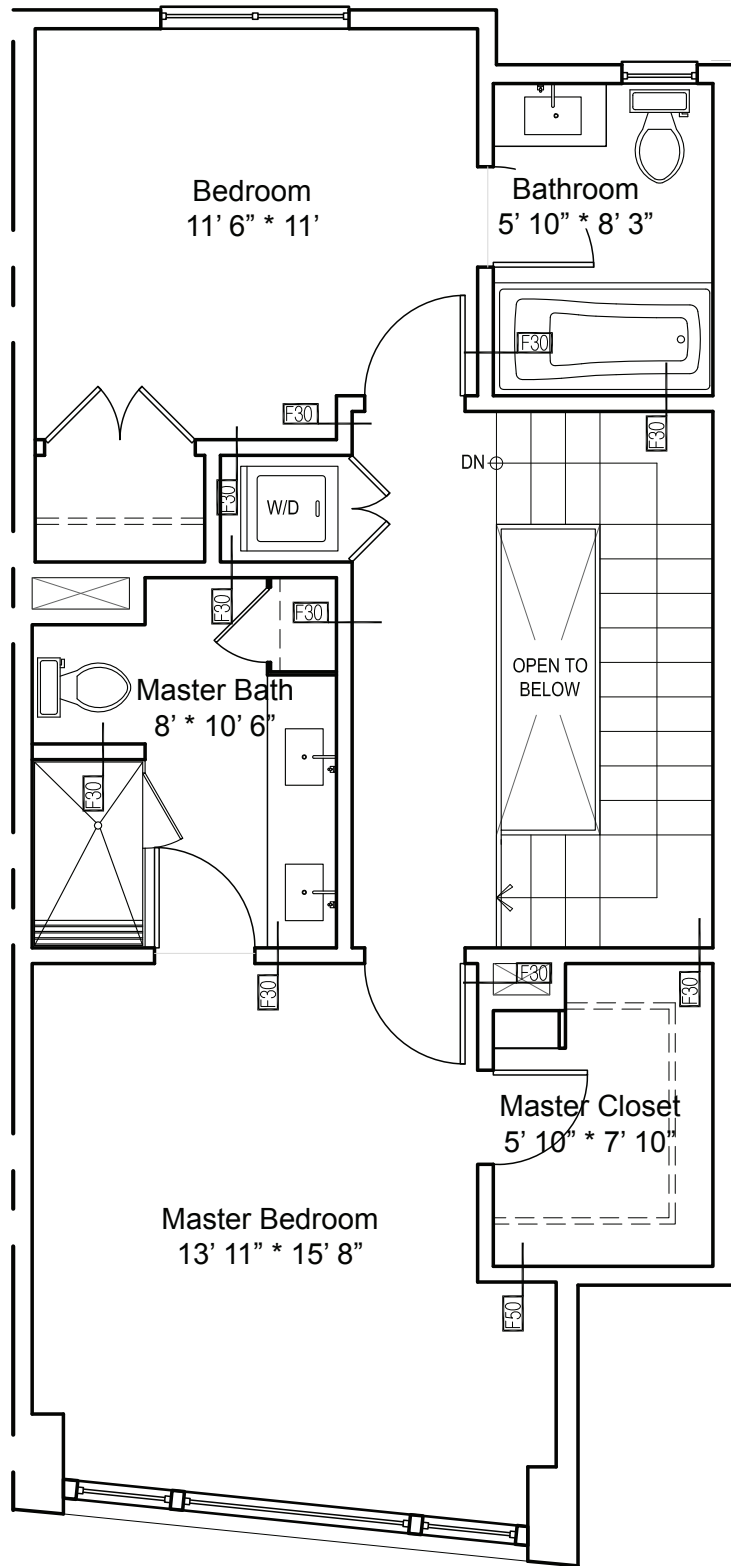 Bedroom
11’ 6” * 11’
Bathroom
5’ 10” * 8’ 3”
F30
F30
F30
F30
DN
W/D
F30
F30
OPEN TO
BELOW
Master Bath
8’ * 10’ 6”
F30
F30
F30
F30
Master Closet
5’ 10” * 7’ 10”
Master Bedroom
13’ 11” * 15’ 8”
F50